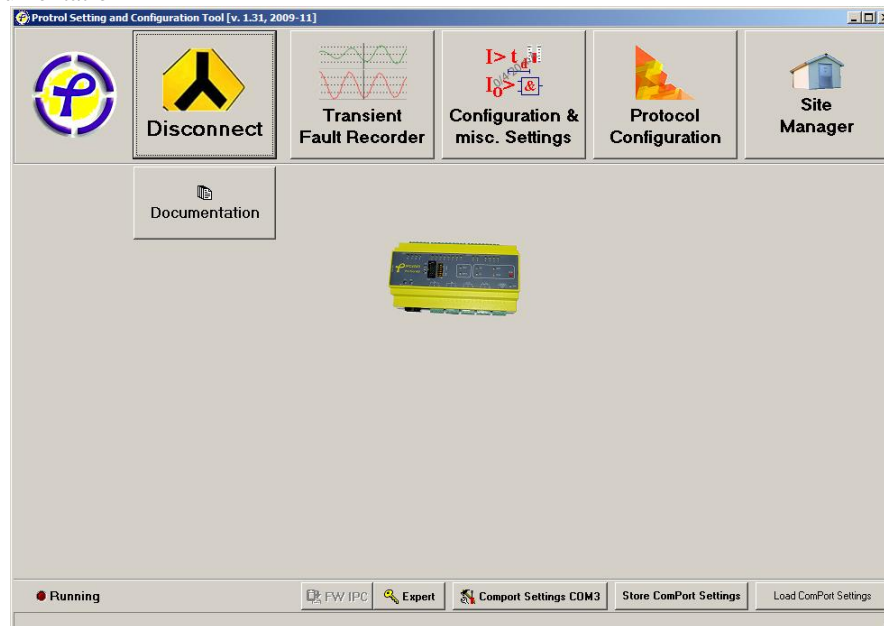 Protrol Setting and Configuration Tool [v. 1.31, 2009-11]
Disconnect
Transient
Fault Recorder
I> t d
I0> &
Configuration &
misc. Settings
Protocol
Configuration
Site
Manager
Documentation
Running
FW IPC
Expert
Comport Settings COM3
Store ComPort Settings
Load ComPort Settings